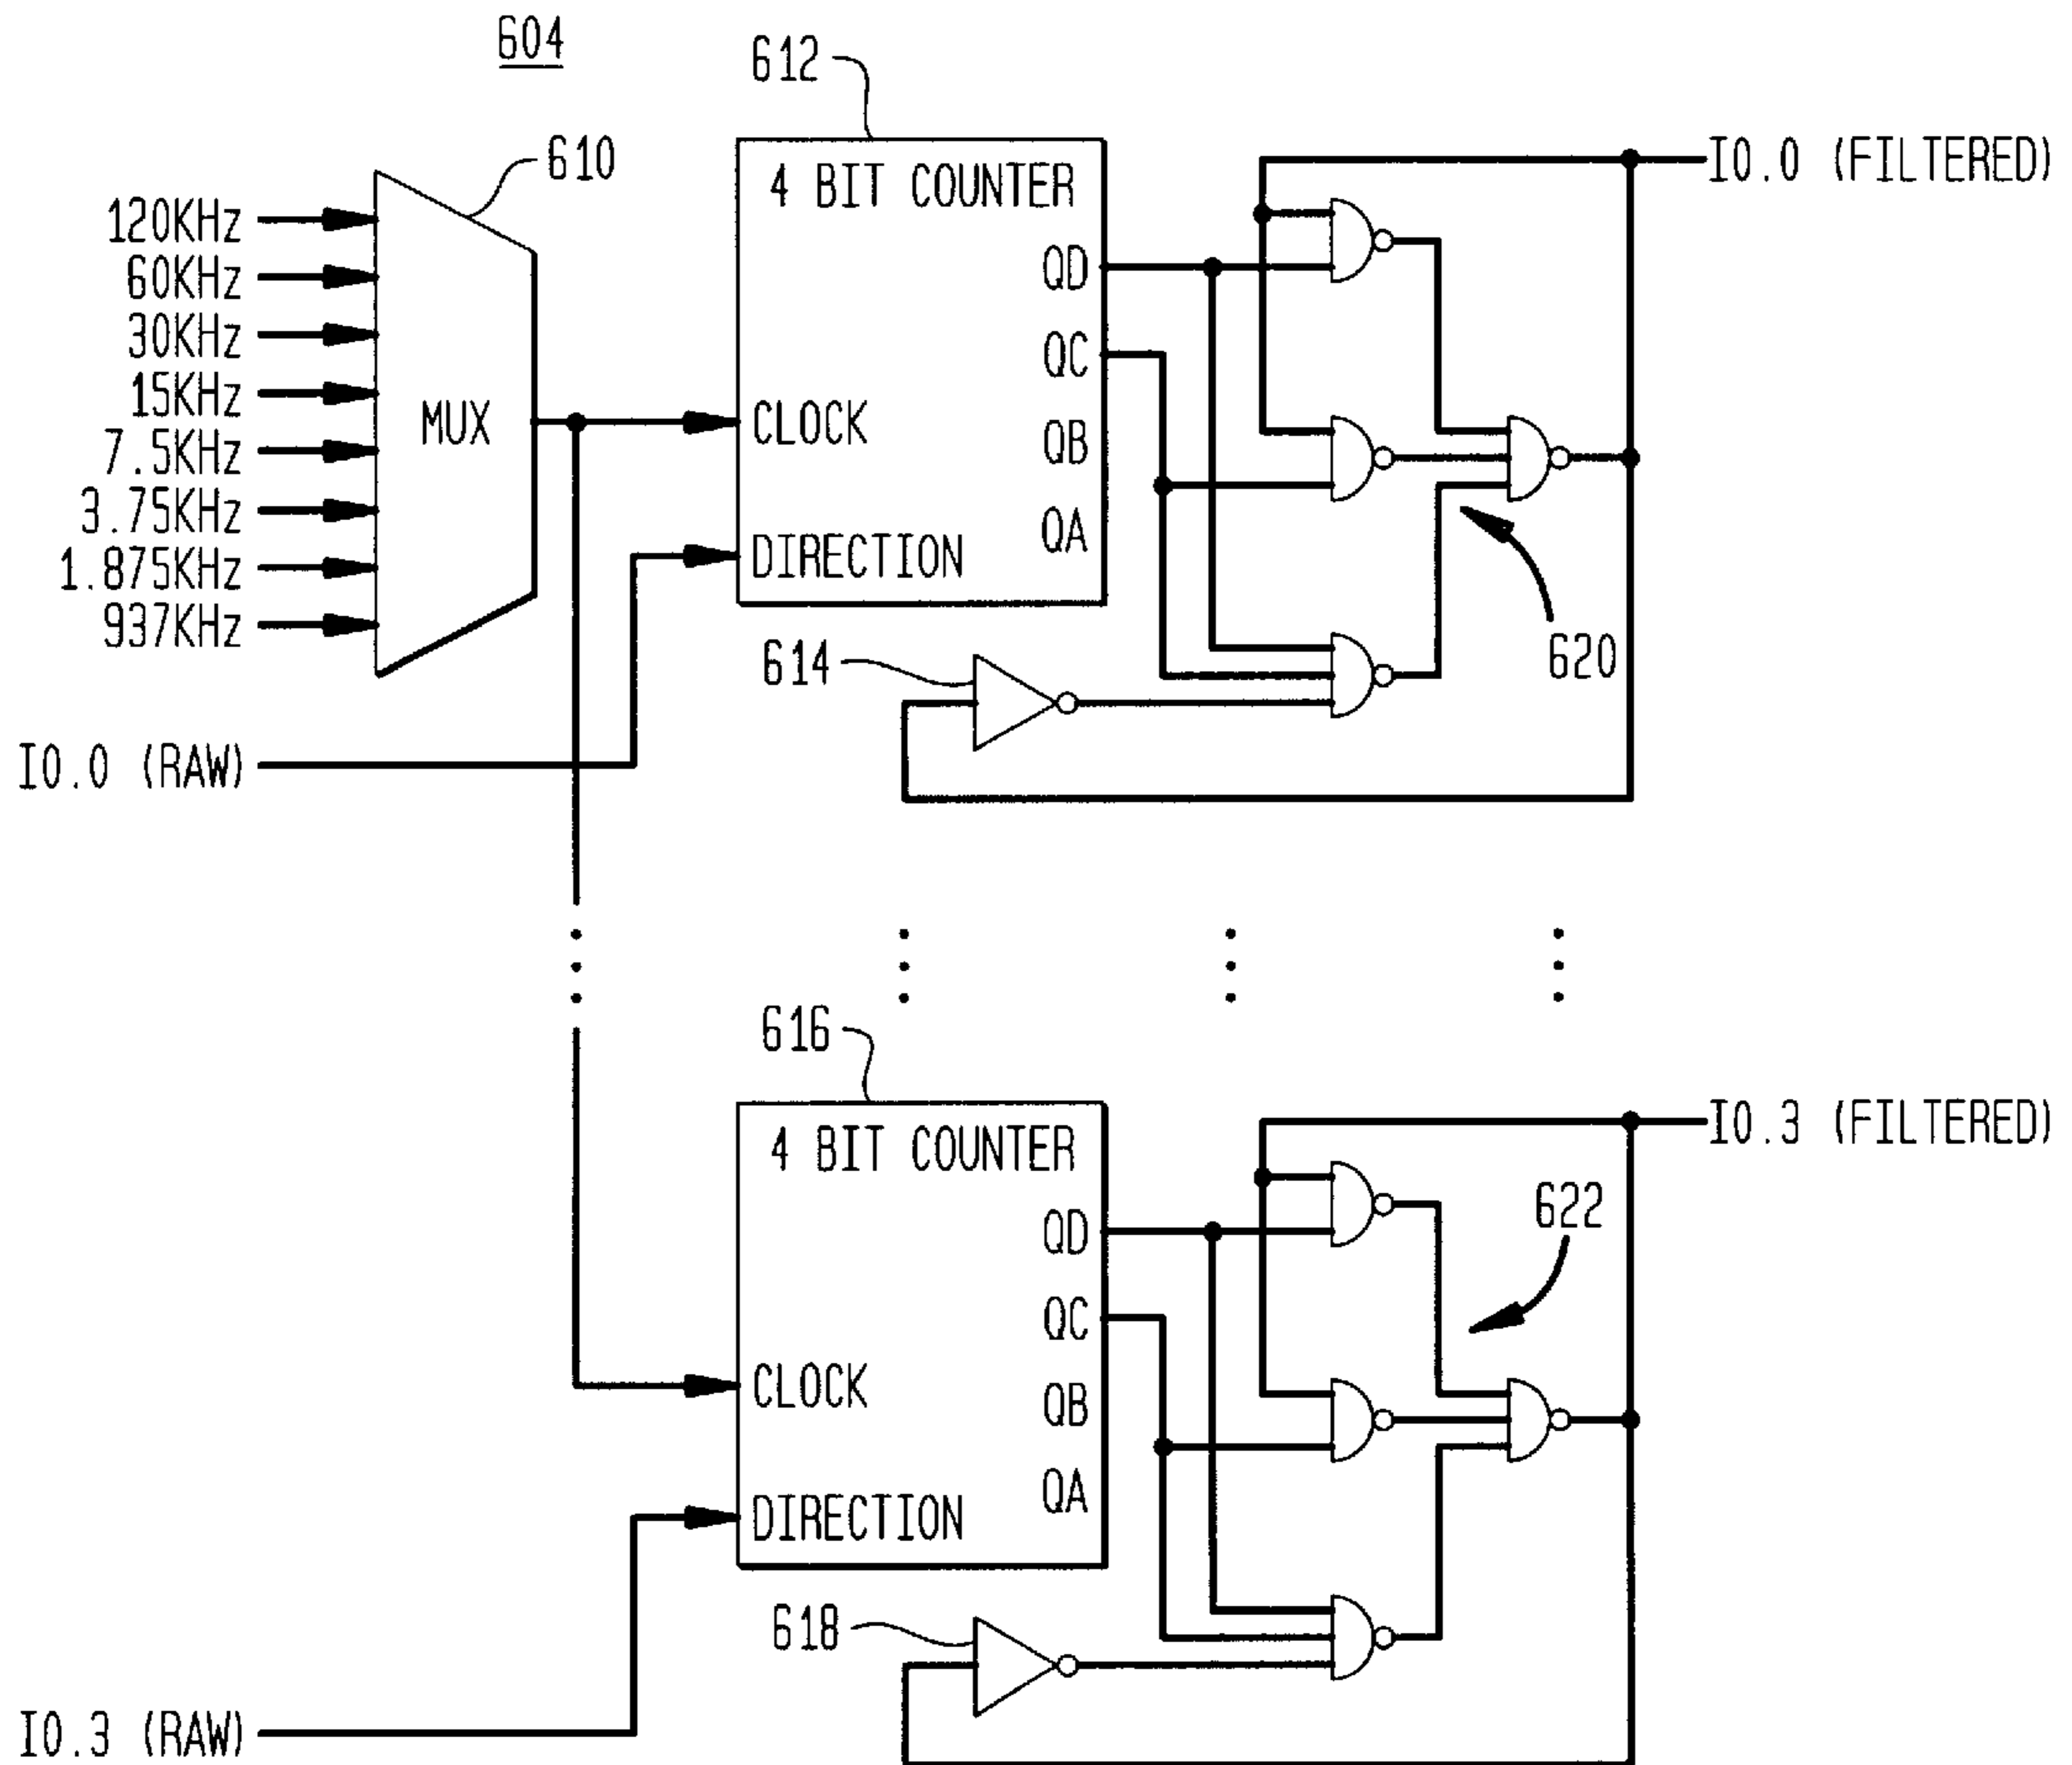 604
612
610
120KHz
60KHz
30KHz
15KHz
7.5KHz
3.75KHz
1.875KHz
937KHz
MUX
4 BIT COUNTER
QD
QC
QB
QA
CLOCK
DIRECTION
I0.0 (FILTERED)
620
614
I0.0 (RAW)
616
4 BIT COUNTER
QD
QC
QB
QA
CLOCK
DIRECTION
I0.3 (FILTERED)
622
618
I0.3 (RAW)